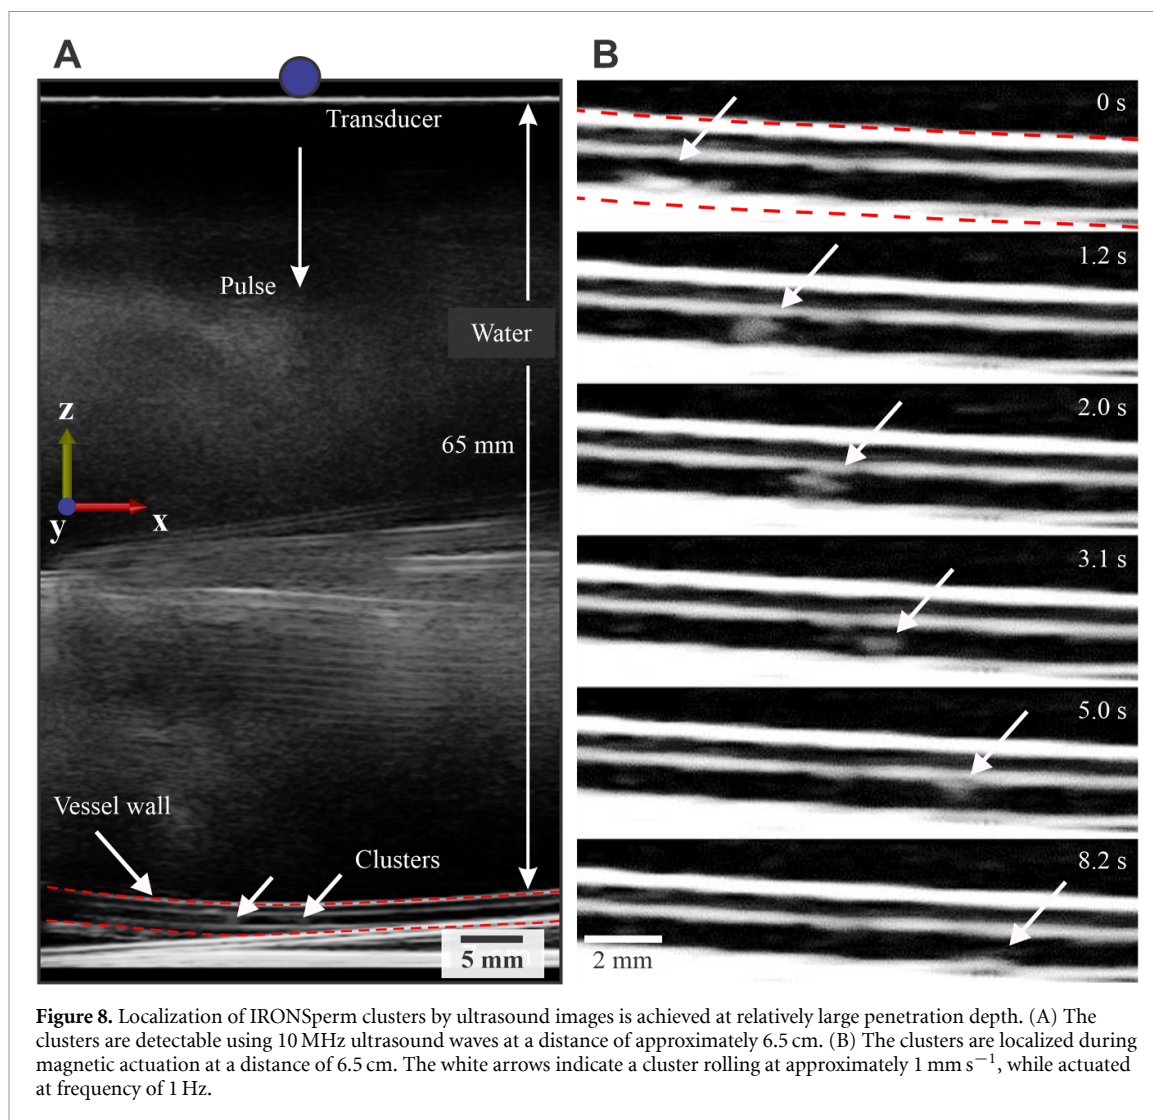 A
B
Transducer
Pulse
Water
65 mm
z
y
x
Vessel wall
Clusters
5 mm
0 s
1.2 s
2.0 s
3.1 s
5.0 s
8.2 s
2 mm
Figure 8. Localization of IRONSperm clusters by ultrasound images is achieved at relatively large penetration depth. (A) The
clusters are detectable using 10 MHz ultrasound waves at a distance of approximately 6.5 cm. (B) The clusters are localized during
magnetic actuation at a distance of 6.5 cm. The white arrows indicate a cluster rolling at approximately 1 mm s⁻¹, while actuated
at frequency of 1 Hz.